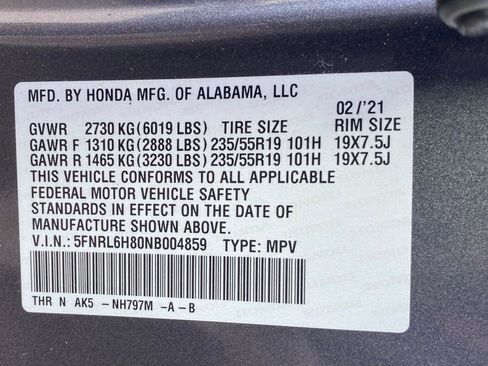 MFD. BY HONDA MFG. OF ALABAMA, LLC
02/'21
GVWR 2730 KG(6019 LBS) TIRE SIZE RIM SIZE
GAWR F 1310 KG(2888 LBS) 235/55R19 101H 19X7.5J
GAWR R 1465 KG(3230 LBS) 235/55R19 101H 19X7.5J
THIS VEHICLE CONFORMS TO ALL APPLICABLE
FEDERAL MOTOR VEHICLE SAFETY
STANDARDS IN EFFECT ON THE DATE OF
MANUFACTURE SHOWN ABOVE.
V.I.N.: 5FNRL6H80NB004859 TYPE: MPV
THR N AK5 -NH797M -A-B